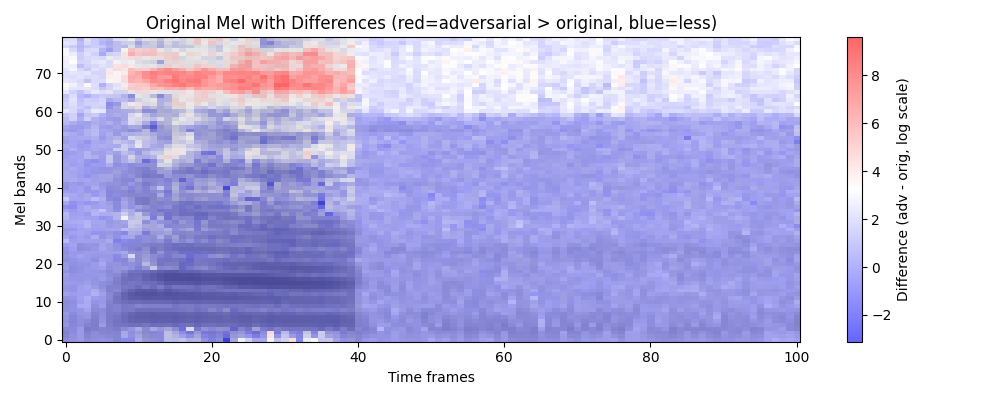 Original Mel with Differences (red=adversarial > original, blue=less)
Mel bands
70
60
50
40
30
20
10
0
0 20 40 60 80 100
Time frames
8
6
4
2
0
−2
Difference (adv - orig, log scale)